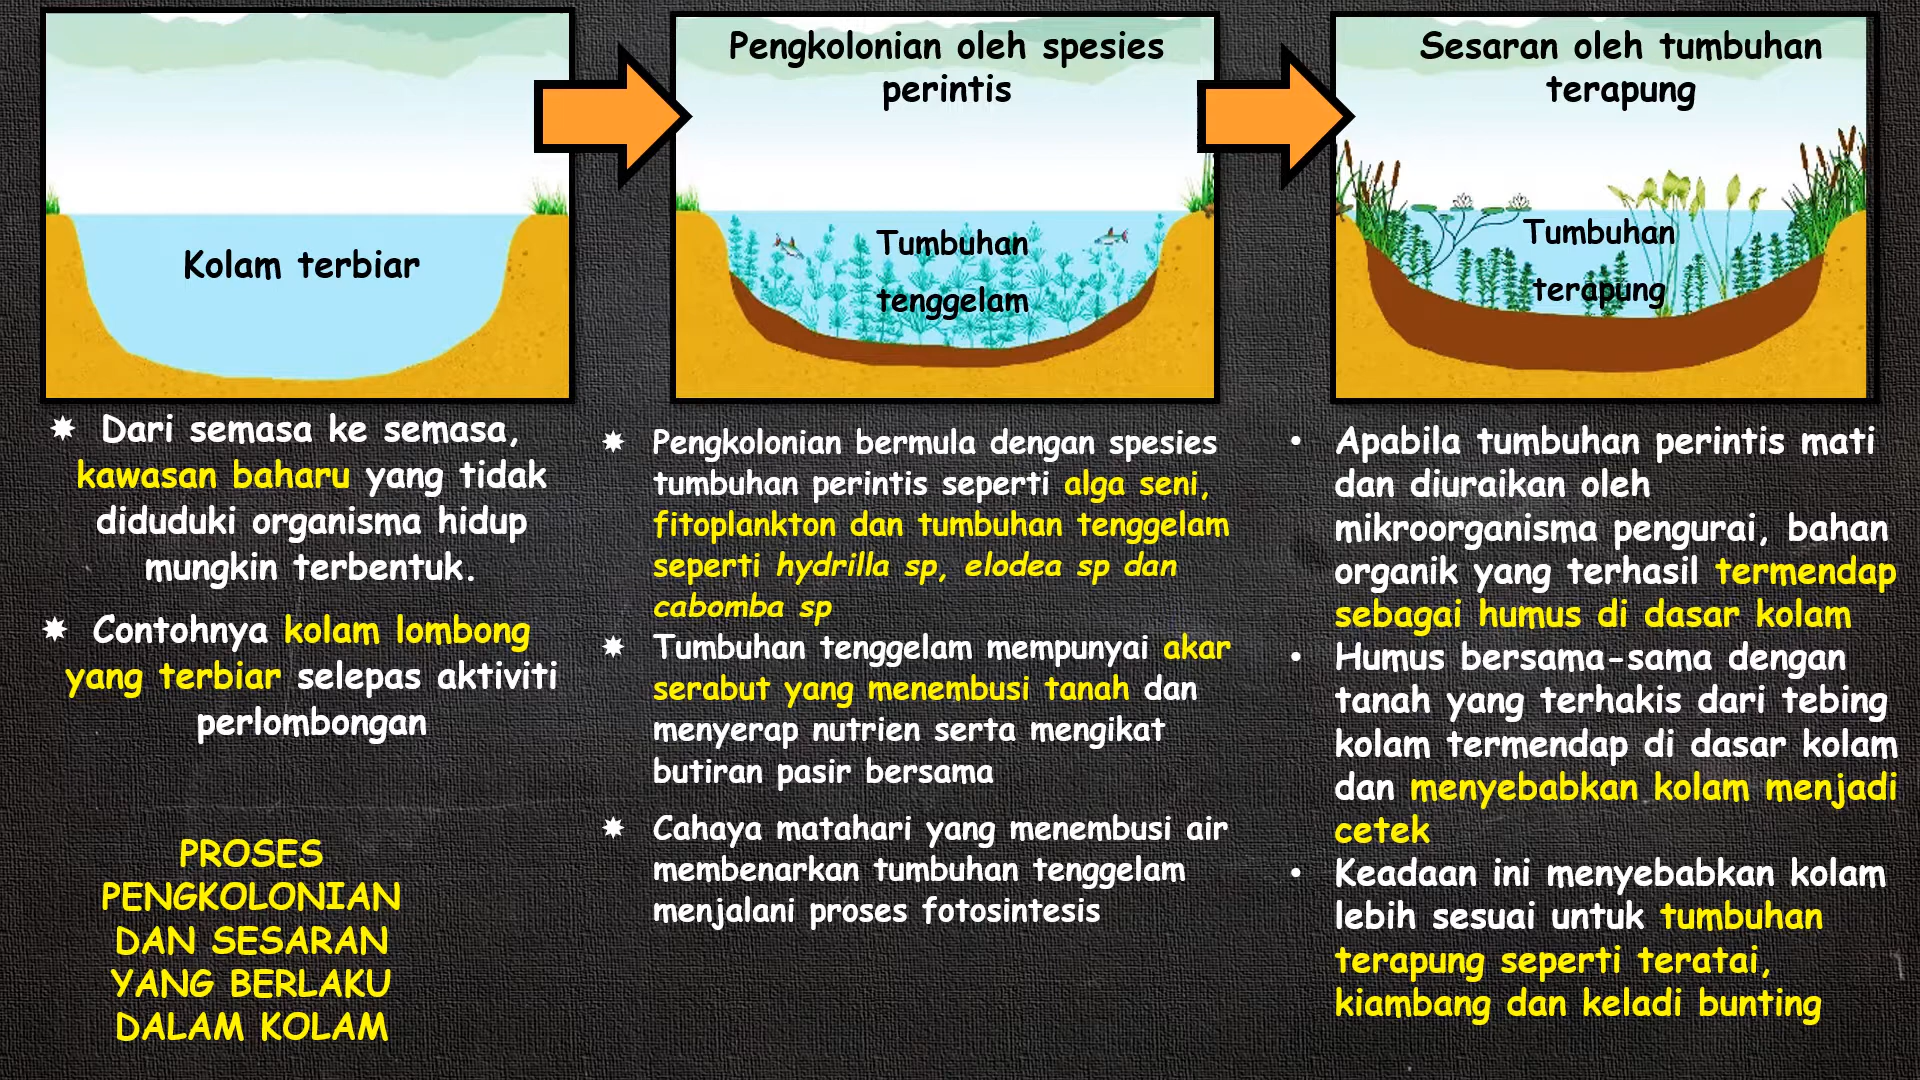 Kolam terbiar
Dari semasa ke semasa,
kawasan baharu yang tidak
diduduki organisma hidup
mungkin terbentuk.
Contohnya kolam lombong
yang terbiar selepas aktiviti
perlombongan
PROSES
PENGKOLONIAN
DAN SESARAN
YANG BERLAKU
DALAM KOLAM
Pengkolonian oleh spesies
perintis
Tumbuhan
tenggelam
Pengkolonian bermula dengan spesies
tumbuhan perintis seperti alga seni,
fitoplankton dan tumbuhan tenggelam
seperti hydrilla sp, elodea sp dan
cabomba sp
Tumbuhan tenggelam mempunyai akar
serabut yang menembusi tanah dan
menyerap nutrien serta mengikat
butiran pasir bersama
Cahaya matahari yang menembusi air
membenarkan tumbuhan tenggelam
menjalani proses fotosintesis
Sesaran oleh tumbuhan
terapung
Tumbuhan
terapung
Apabila tumbuhan perintis mati
dan diuraikan oleh
mikroorganisma pengurai, bahan
organik yang terhasil termendap
sebagai humus di dasar kolam
Humus bersama-sama dengan
tanah yang terhakis dari tebing
kolam termendap di dasar kolam
dan menyebabkan kolam menjadi
cetek
Keadaan ini menyebabkan kolam
lebih sesuai untuk tumbuhan
terapung seperti teratai,
kiambang dan keladi bunting